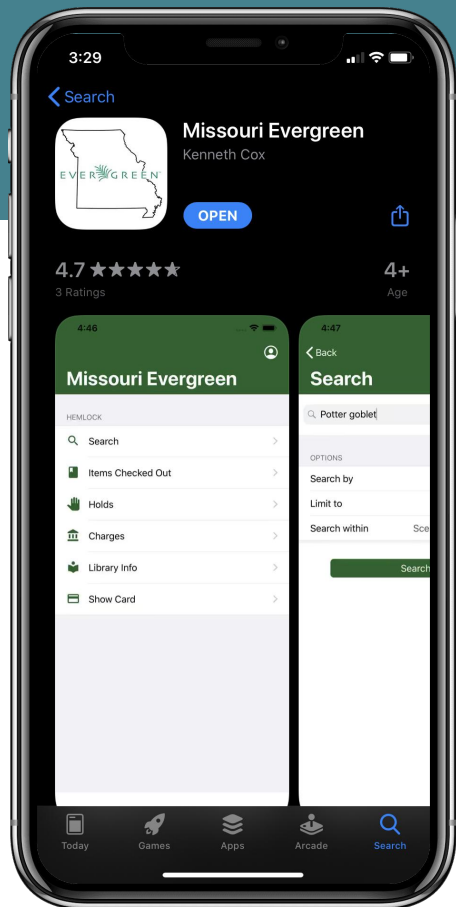 3:29
Search
EVERGREEN
Missouri Evergreen
Kenneth Cox
OPEN
4.7
3 Ratings
4+
Age
4:46
Missouri Evergreen
HEMLOCK
Search
Items Checked Out
Holds
Charges
Library Info
Show Card
4:47
Back
Search
Potter goblet
OPTIONS
Search by
Limit to
Search within Sce
Search
Today Games Apps Arcade Search